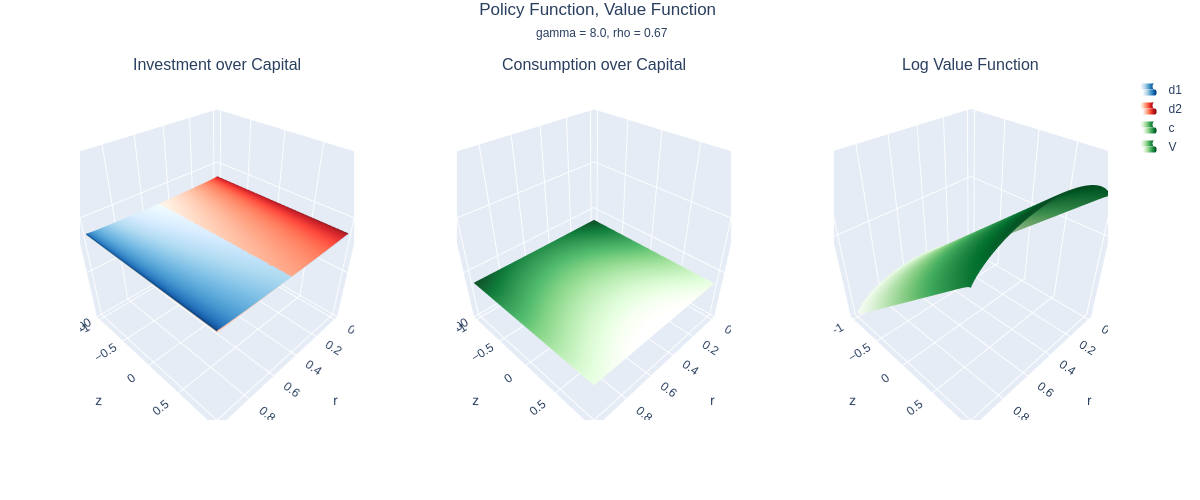 Policy Function, Value Function
gamma = 8.0, rho = 0.67
Investment over Capital
Consumption over Capital
Log Value Function
d1
d2
c
V
−0.5
0
0.5
z
0
0.2
0.4
0.6
0.8
r
−0.5
0
0.5
z
0
0.2
0.4
0.6
0.8
r
−1
−0.5
0
0.5
z
0
0.2
0.4
0.6
0.8
r